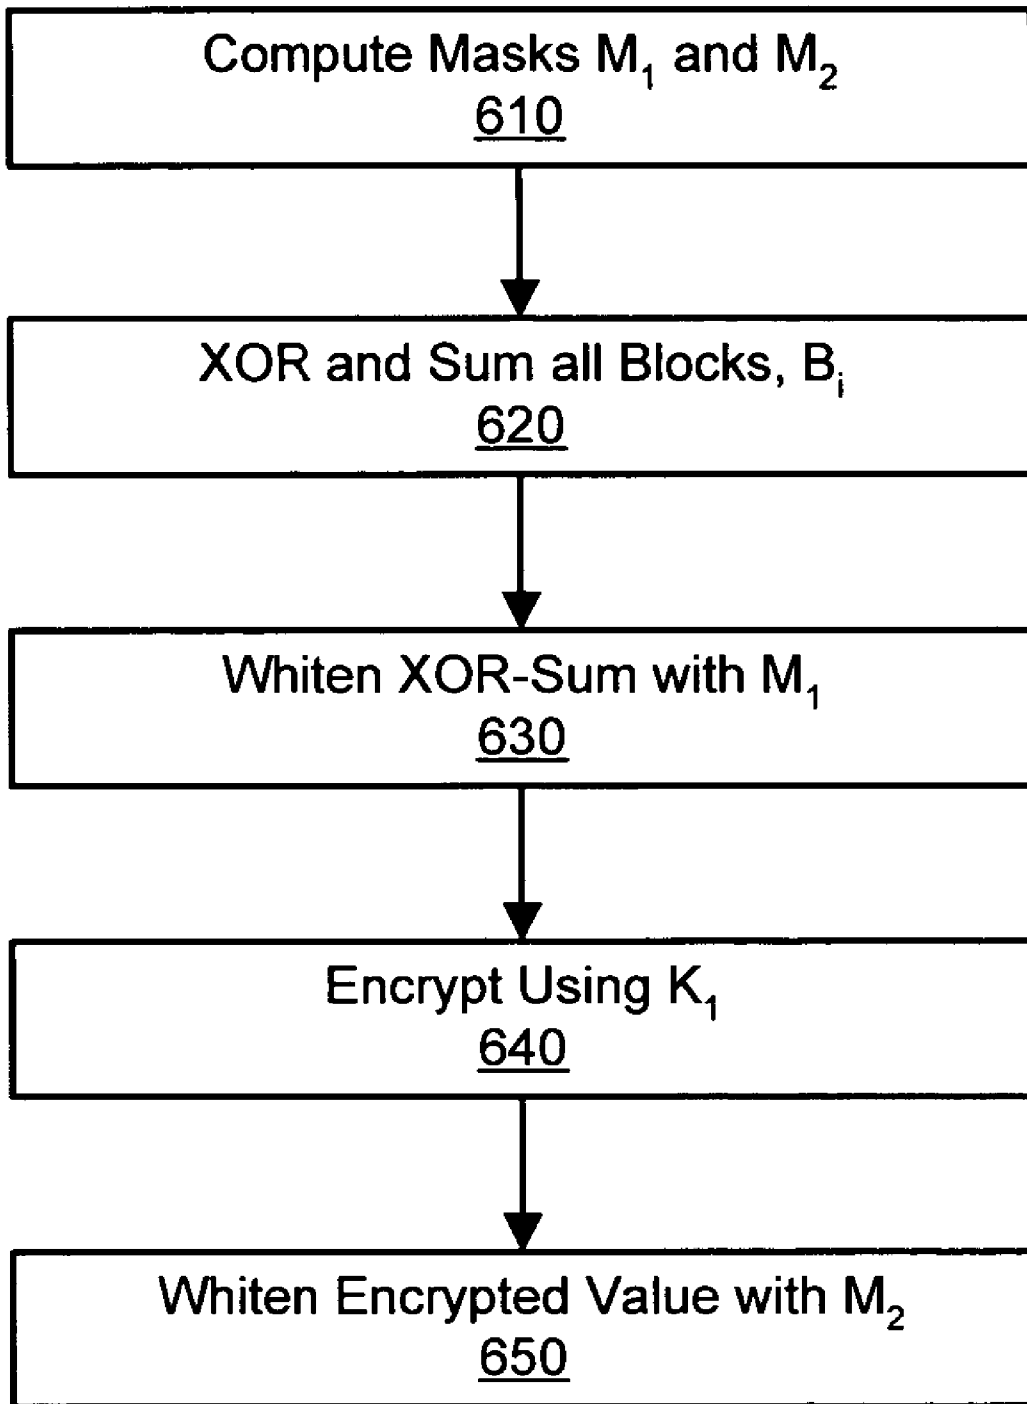 Compute Masks M₁ and M₂
610
XOR and Sum all Blocks, Bᵢ
620
Whiten XOR-Sum with M₁
630
Encrypt Using K₁
640
Whiten Encrypted Value with M₂
650